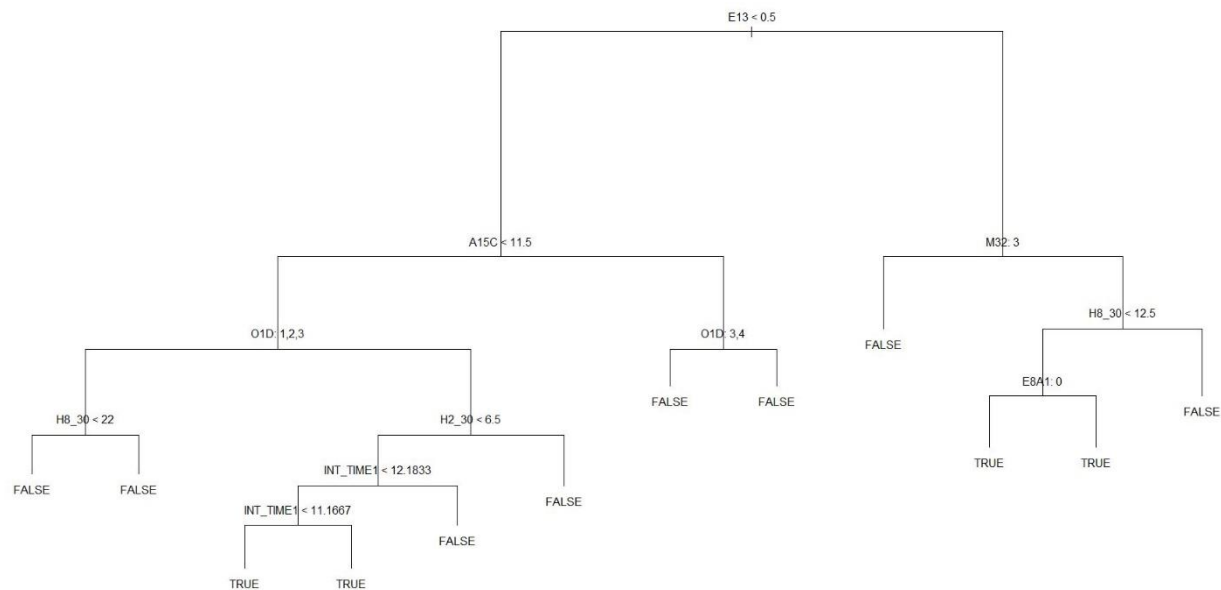 E13 < 0.5
A15C < 11.5
M32: 3
O1D: 1,2,3
O1D: 3,4
FALSE
H8_30 < 12.5
H8_30 < 22
H2_30 < 6.5
FALSE
FALSE
E8A1: 0
FALSE
FALSE
FALSE
INT_TIME1 < 12.1833
FALSE
TRUE
TRUE
INT_TIME1 < 11.1667
FALSE
TRUE
TRUE